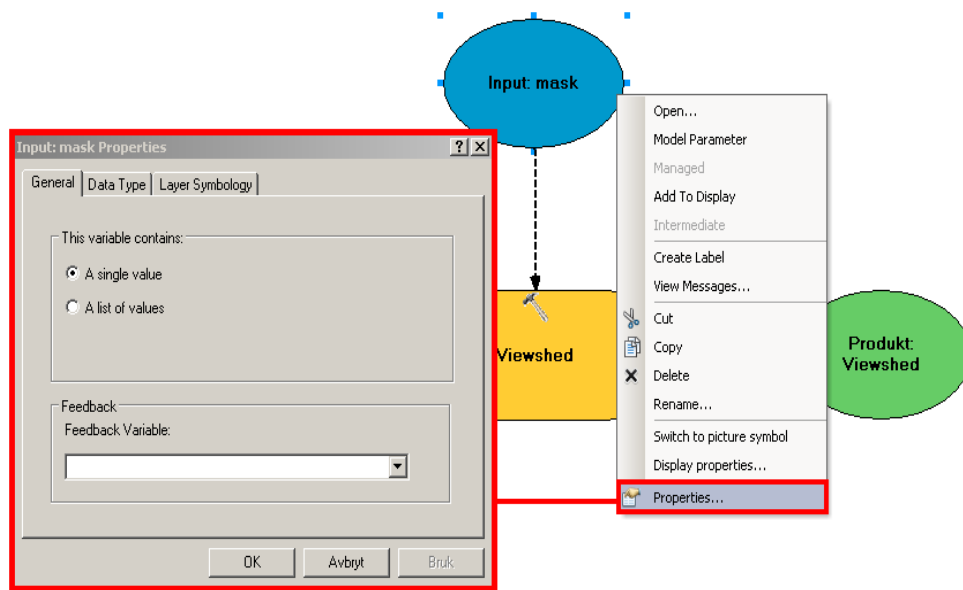 Input: mask
Open...
Model Parameter
Managed
Add To Display
Intermediate
Create Label
View Messages...
Cut
Copy
Delete
Rename...
Switch to picture symbol
Display properties...
Properties...
Input: mask Properties
General
Data Type
Layer Symbology
This variable contains:
A single value
A list of values
Feedback
Feedback Variable:
OK
Avbryt
Bruk
Viewshed
Produkt:
Viewshed